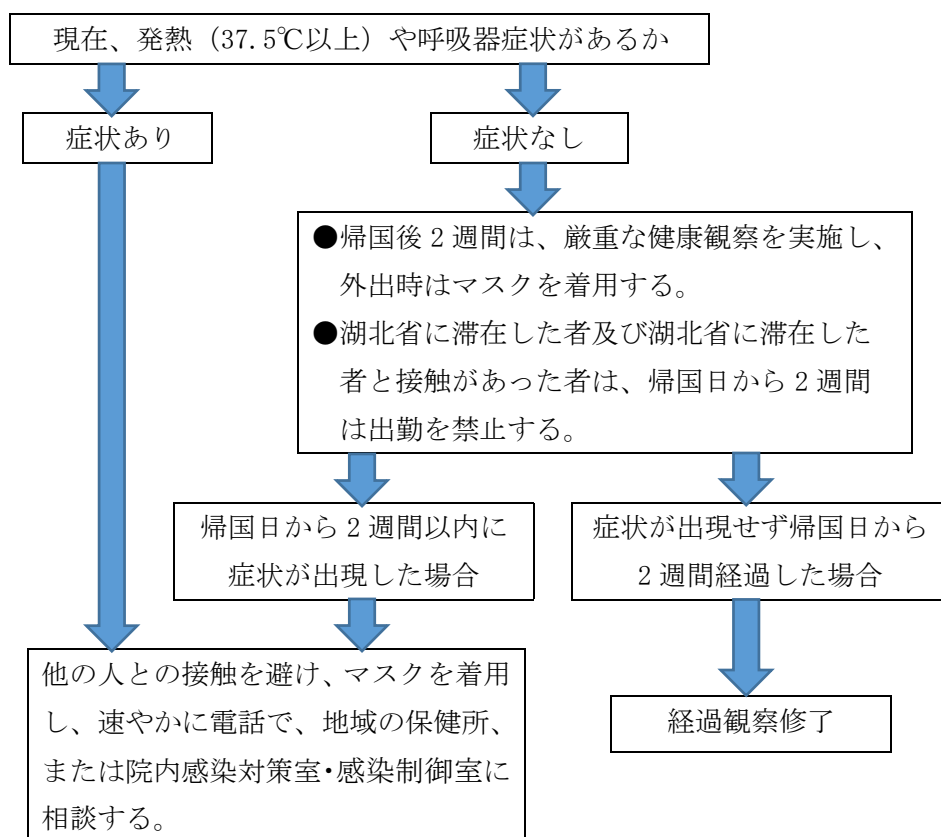 現在、発熱（37.5℃以上）や呼吸器症状があるか
症状あり
症状なし
●帰国後２週間は、厳重な健康観察を実施し、
外出時はマスクを着用する。
●湖北省に滞在した者及び湖北省に滞在した
者と接触があった者は、帰国日から２週間
は出勤を禁止する。
帰国日から２週間以内に
症状が出現した場合
症状が出現せず帰国日から
２週間経過した場合
他の人との接触を避け、マスクを着用
し、速やかに電話で、地域の保健所、
または院内感染対策室・感染制御室に
相談する。
経過観察修了